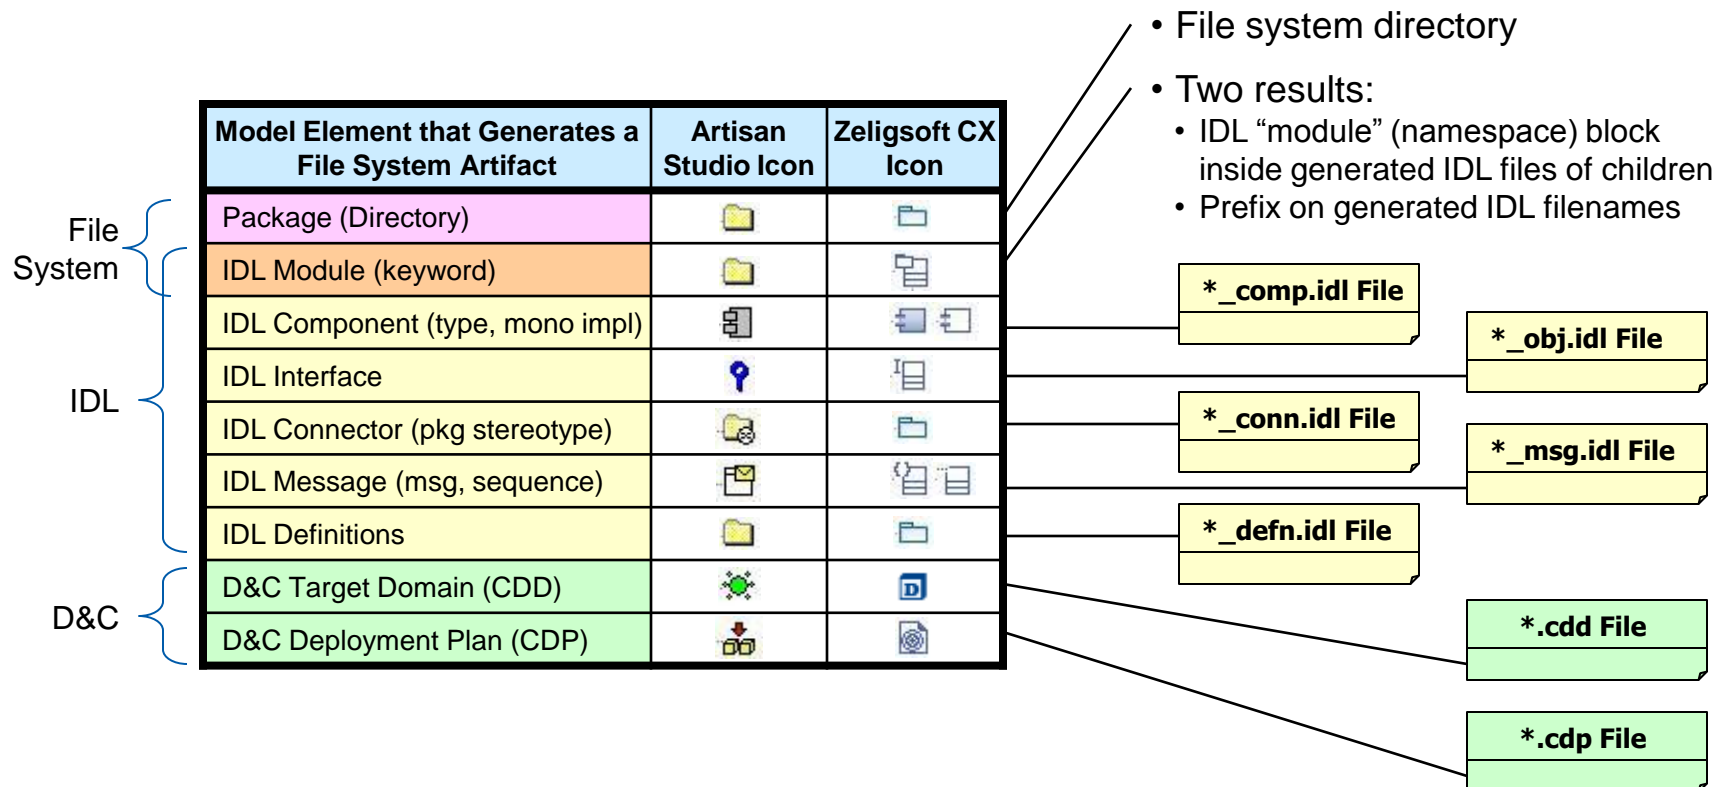 • File system directory
• Two results:
• IDL “module” (namespace) block
inside generated IDL files of children
• Prefix on generated IDL filenames
Model Element that Generates a
File System Artifact
Artisan
Studio Icon
Zeligsoft CX
Icon
File
System
IDL
D&C
Package (Directory)
IDL Module (keyword)
IDL Component (type, mono impl)
IDL Interface
IDL Connector (pkg stereotype)
IDL Message (msg, sequence)
IDL Definitions
D&C Target Domain (CDD)
D
D&C Deployment Plan (CDP)
*_comp.idl File
*_obj.idl File
*_conn.idl File
*_msg.idl File
*_defn.idl File
*.cdd File
*.cdp File